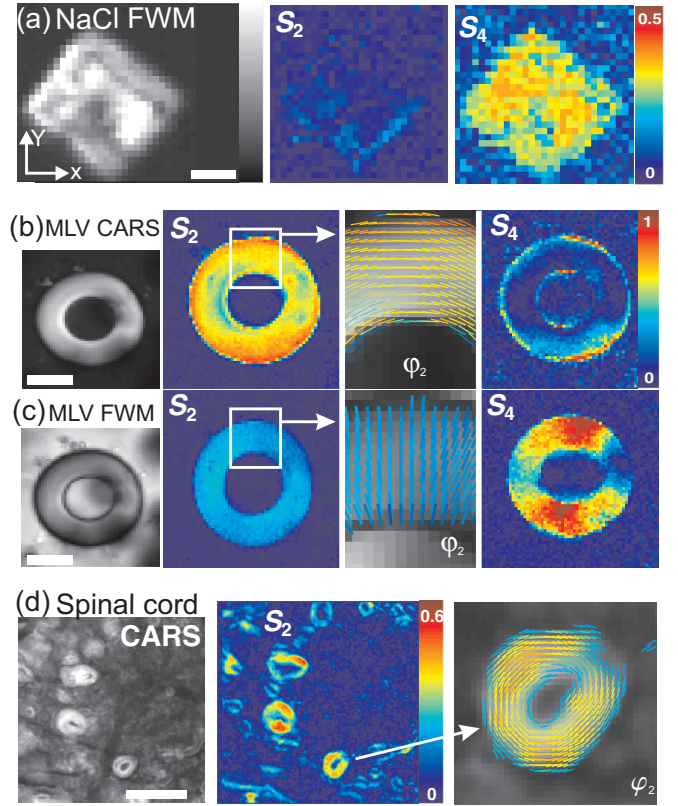 (a) NaCl FWM
S2
S4
0.5
Y
x
0
(b) MLV CARS
S2
S4
1
φ2
0
(c) MLV FWM
S2
S4
φ2
(d) Spinal cord
CARS
S2
0.6
0
φ2